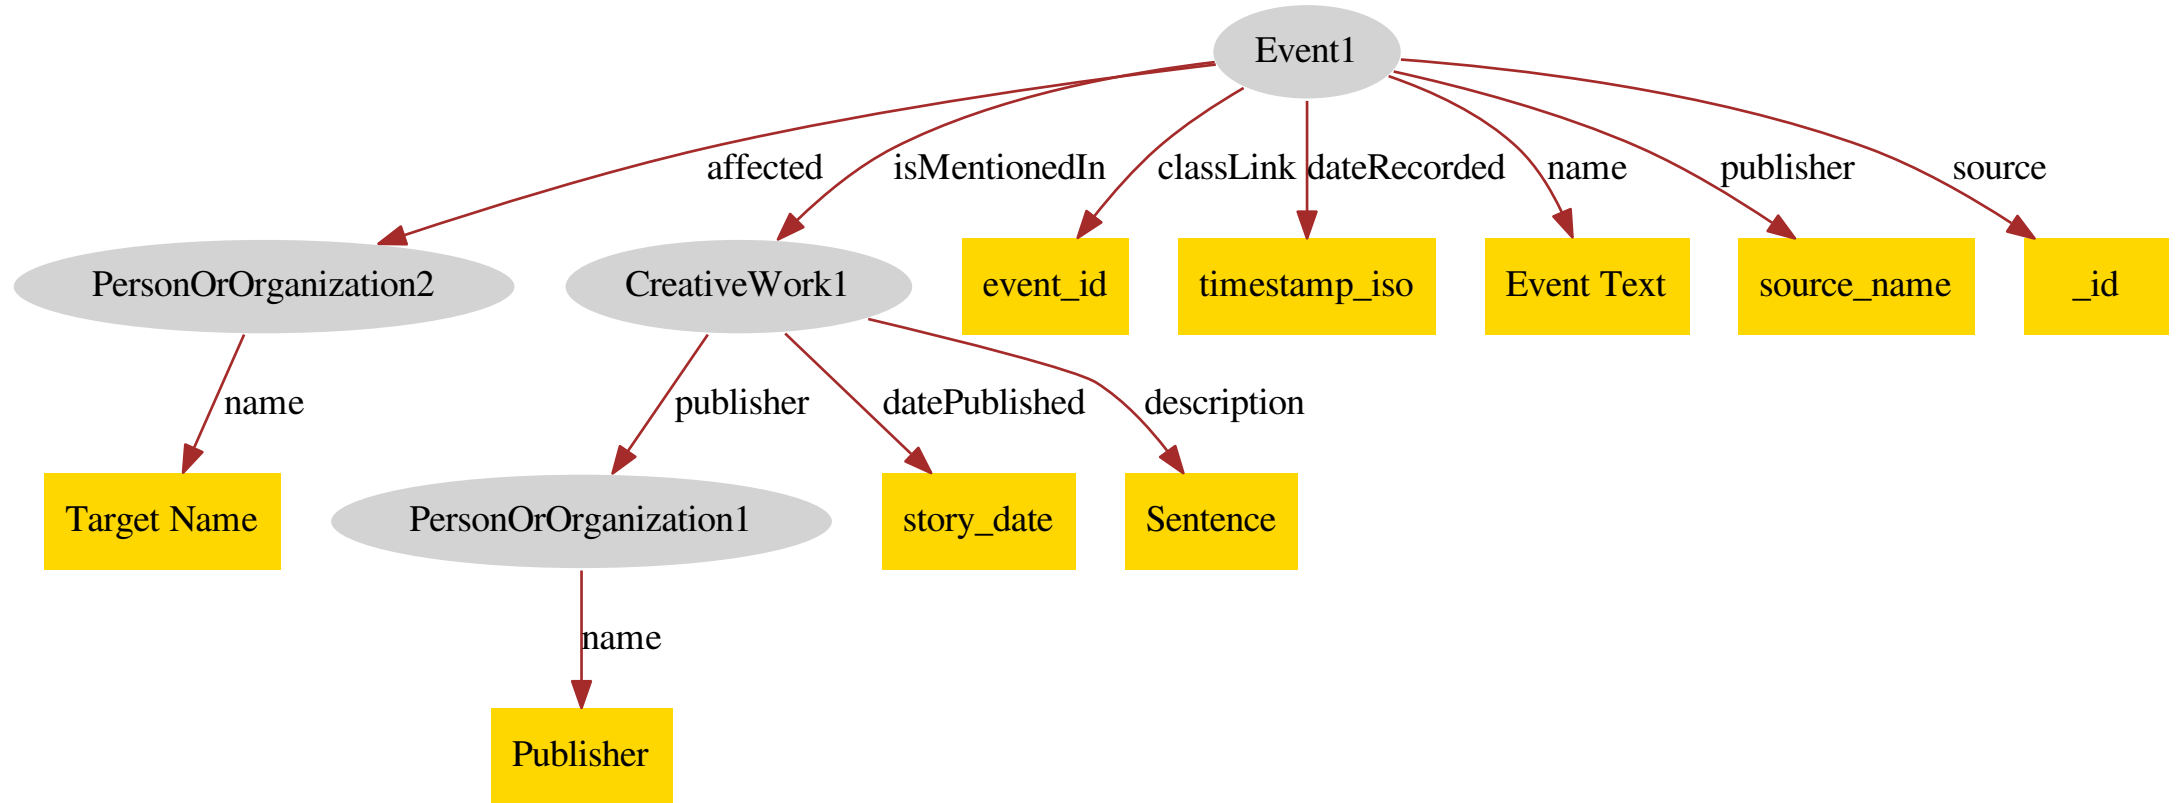 Event1
affected
isMentionedIn
classLink
dateRecorded
name
publisher
source
PersonOrOrganization2
CreativeWork1
event_id
timestamp_iso
Event Text
source_name
_id
name
publisher
datePublished
description
Target Name
PersonOrOrganization1
story_date
Sentence
name
Publisher